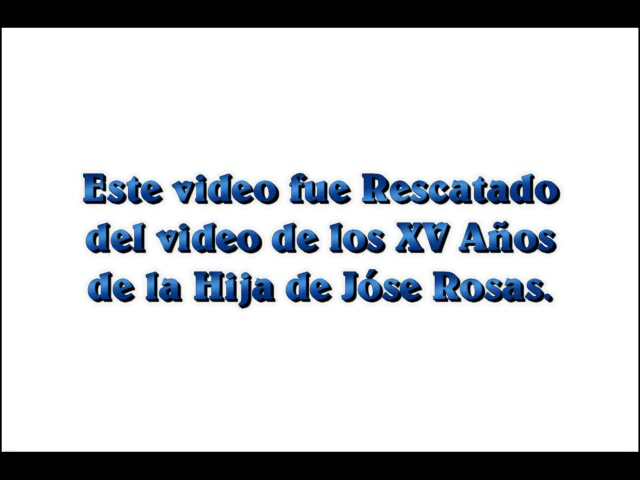 Este video fue Rescatado
del video de los XV Años
de la Hija de Jóse Rosas.